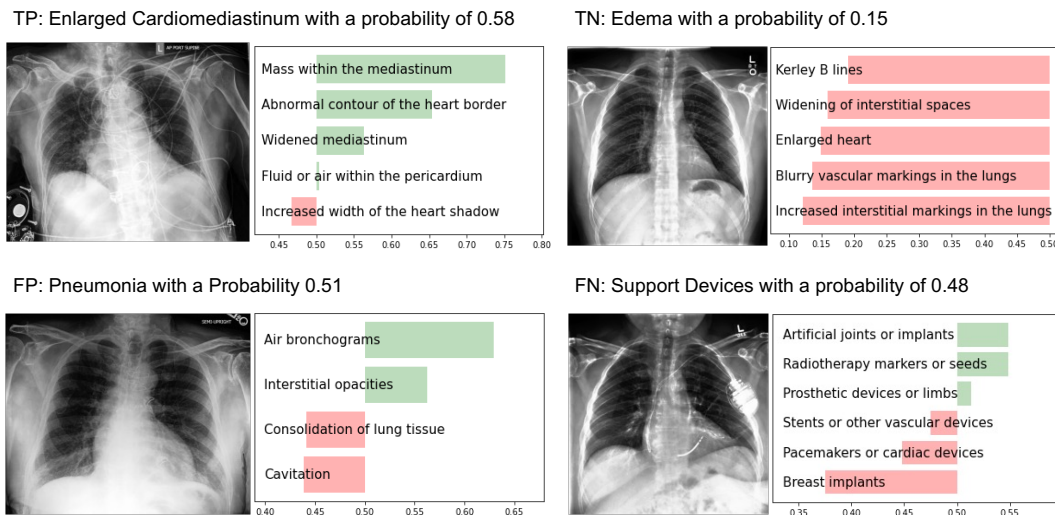 TP: Enlarged Cardiomediastinum with a probability of 0.58
L AP POST SUPINE
Mass within the mediastinum
Abnormal contour of the heart border
Widened mediastinum
Fluid or air within the pericardium
Increased width of the heart shadow
0.45 0.50 0.55 0.60 0.65 0.70 0.75 0.80
TN: Edema with a probability of 0.15
L
Kerley B lines
Widening of interstitial spaces
Enlarged heart
Blurry vascular markings in the lungs
Increased interstitial markings in the lungs
0.10 0.15 0.20 0.25 0.30 0.35 0.40 0.45 0.50
FP: Pneumonia with a Probability 0.51
SEMI UPRIGHT
Air bronchograms
Interstitial opacities
Consolidation of lung tissue
Cavitation
0.40 0.45 0.50 0.55 0.60 0.65
FN: Support Devices with a probability of 0.48
L
Artificial joints or implants
Radiotherapy markers or seeds
Prosthetic devices or limbs
Stents or other vascular devices
Pacemakers or cardiac devices
Breast implants
0.35 0.40 0.45 0.50 0.55